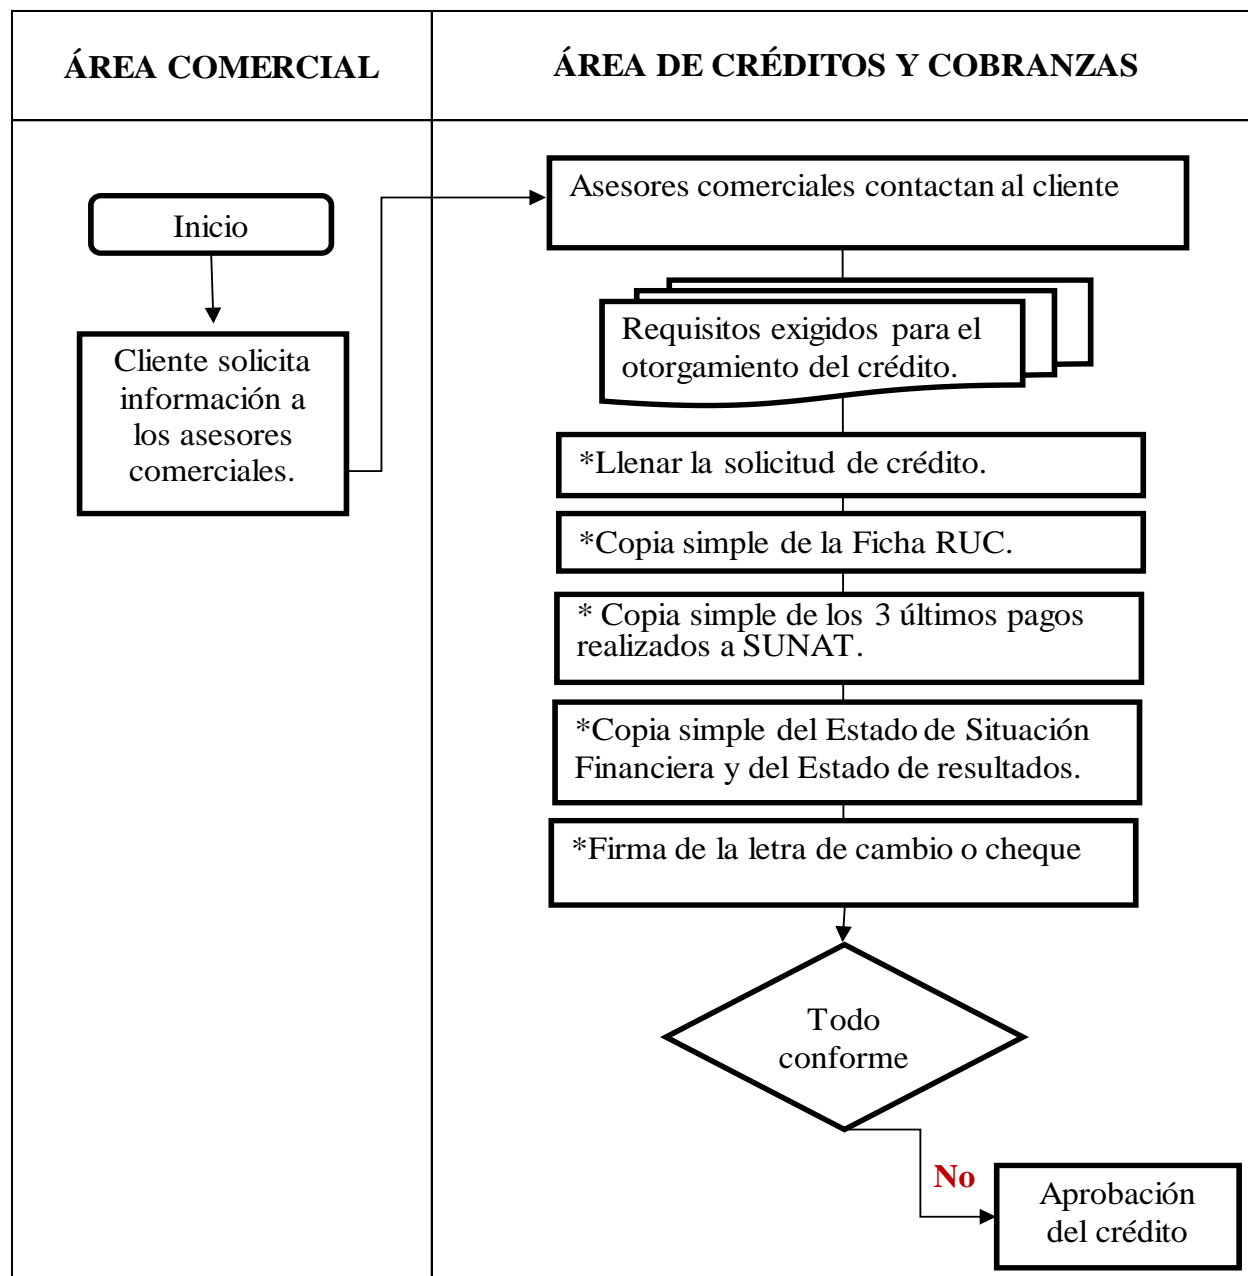 ÁREA COMERCIAL
ÁREA DE CRÉDITOS Y COBRANZAS
Inicio
Cliente solicita
información a
los asesores
comerciales.
Asesores comerciales contactan al cliente
Requisitos exigidos para el
otorgamiento del crédito.
*Llenar la solicitud de crédito.
*Copia simple de la Ficha RUC.
* Copia simple de los 3 últimos pagos
realizados a SUNAT.
*Copia simple del Estado de Situación
Financiera y del Estado de resultados.
*Firma de la letra de cambio o cheque
Todo
conforme
No
Aprobación
del crédito